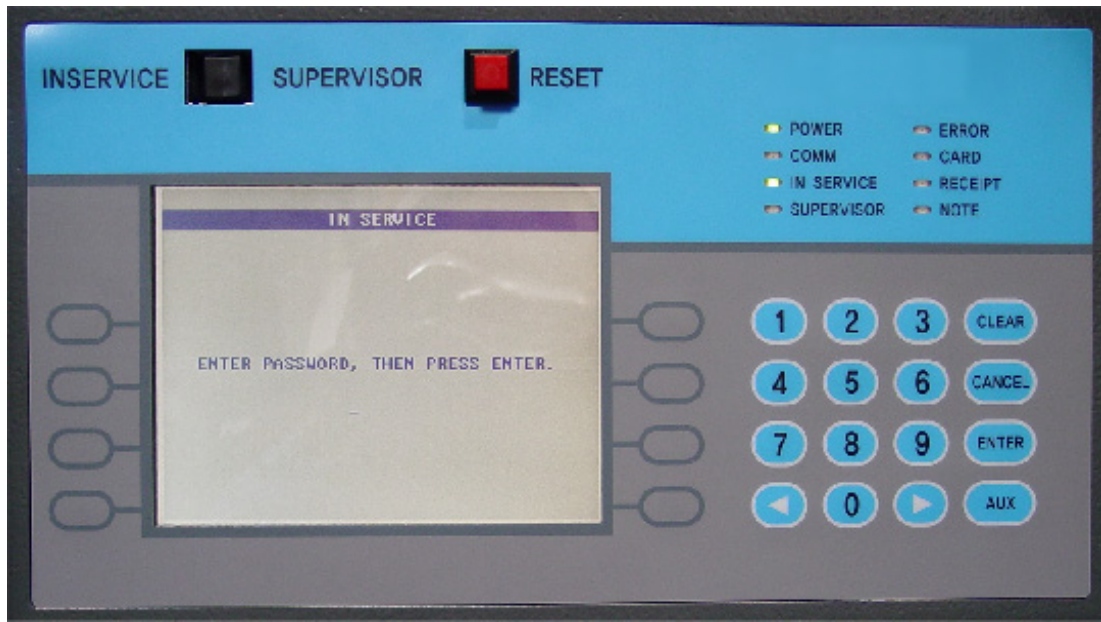 INSERVICE SUPERVISOR RESET
POWER ERROR
COMM CARD
IN SERVICE RECEIPT
SUPERVISOR NOTE
IN SERVICE
ENTER PASSWORD, THEN PRESS ENTER.
1 2 3 CLEAR
4 5 6 CANCEL
7 8 9 ENTER
0 AUX